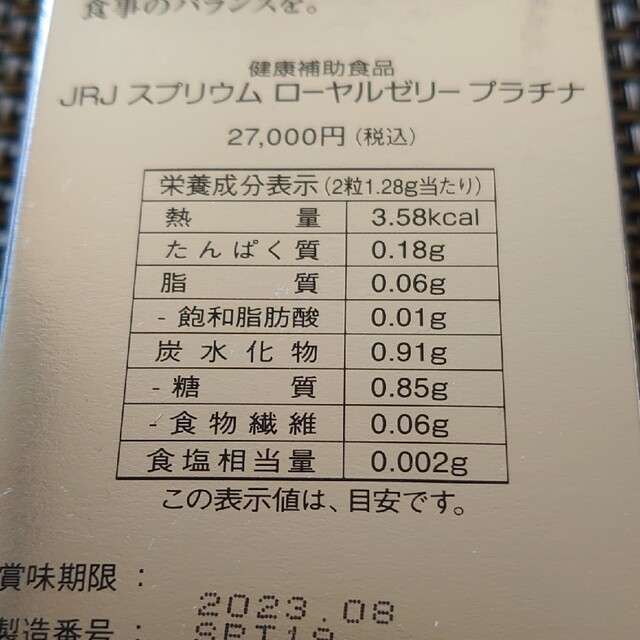 食事のバランスを。
健康補助食品
JRJ スプリウム ローヤルゼリー プラチナ
27,000円(税込)
栄養成分表示(2粒1.28g当たり)
熱量 3.58kcal
たんぱく質 0.18g
脂質 0.06g
- 飽和脂肪酸 0.01g
炭水化物 0.91g
- 糖質 0.85g
- 食物繊維 0.06g
食塩相当量 0.002g
この表示値は、目安です。
賞味期限 : 2023.08
製造番号 :